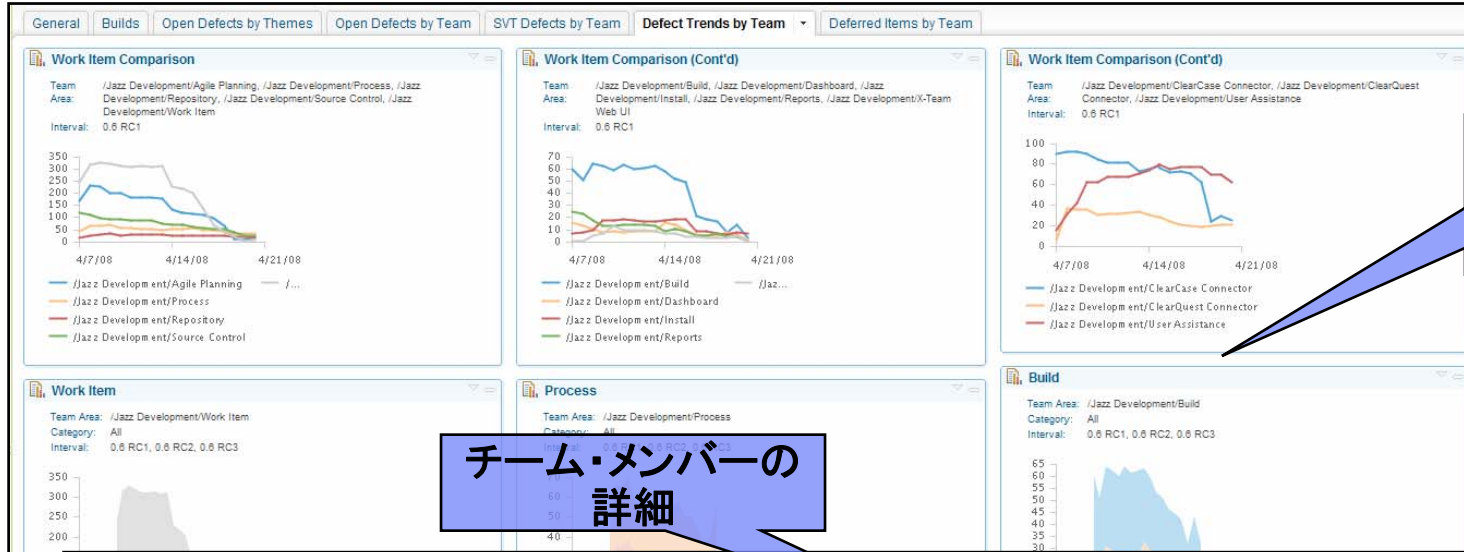 General Builds Open Defects by Themes Open Defects by Team SVT Defects by Team Defect Trends by Team Deferred Items by Team
Work Item Comparison
Team Area: /Jazz Development/Agile Planning, /Jazz Development/Process, /Jazz
Development/Repository, /Jazz Development/Source Control, /Jazz
Development/Work Item
Interval: 0.6 RC1
350
300
250
200
150
100
50
0
4/7/08 4/14/08 4/21/08
/Jazz Development/Agile Planning /...
/Jazz Development/Process
/Jazz Development/Repository
/Jazz Development/Source Control
Work Item Comparison (Cont'd)
Team Area: /Jazz Development/Build, /Jazz Development/Dashboard, /Jazz
Development/Install, /Jazz Development/Reports, /Jazz Development/X-Team
Web UI
Interval: 0.6 RC1
70
60
50
40
30
20
10
0
4/7/08 4/14/08 4/21/08
/Jazz Development/Build /Jaz...
/Jazz Development/Dashboard
/Jazz Development/Install
/Jazz Development/Reports
Work Item Comparison (Cont'd)
Team Area: /Jazz Development/ClearCase Connector, /Jazz Development/ClearQuest
Connector, /Jazz Development/User Assistance
Interval: 0.6 RC1
100
80
60
40
20
0
4/7/08 4/14/08 4/21/08
/Jazz Development/ClearCase Connector
/Jazz Development/ClearQuest Connector
/Jazz Development/User Assistance
Work Item
Team Area: /Jazz Development/Work Item
Category: All
Interval: 0.6 RC1, 0.6 RC2, 0.6 RC3
350
300
250
200
Process
Team Area: /Jazz Development/Process
Category: All
チーム・メンバーの
詳細
60
50
40
Build
Team Area: /Jazz Development/Build
Category: All
Interval: 0.6 RC1, 0.6 RC2, 0.6 RC3
65
60
55
50
45
40
35
30